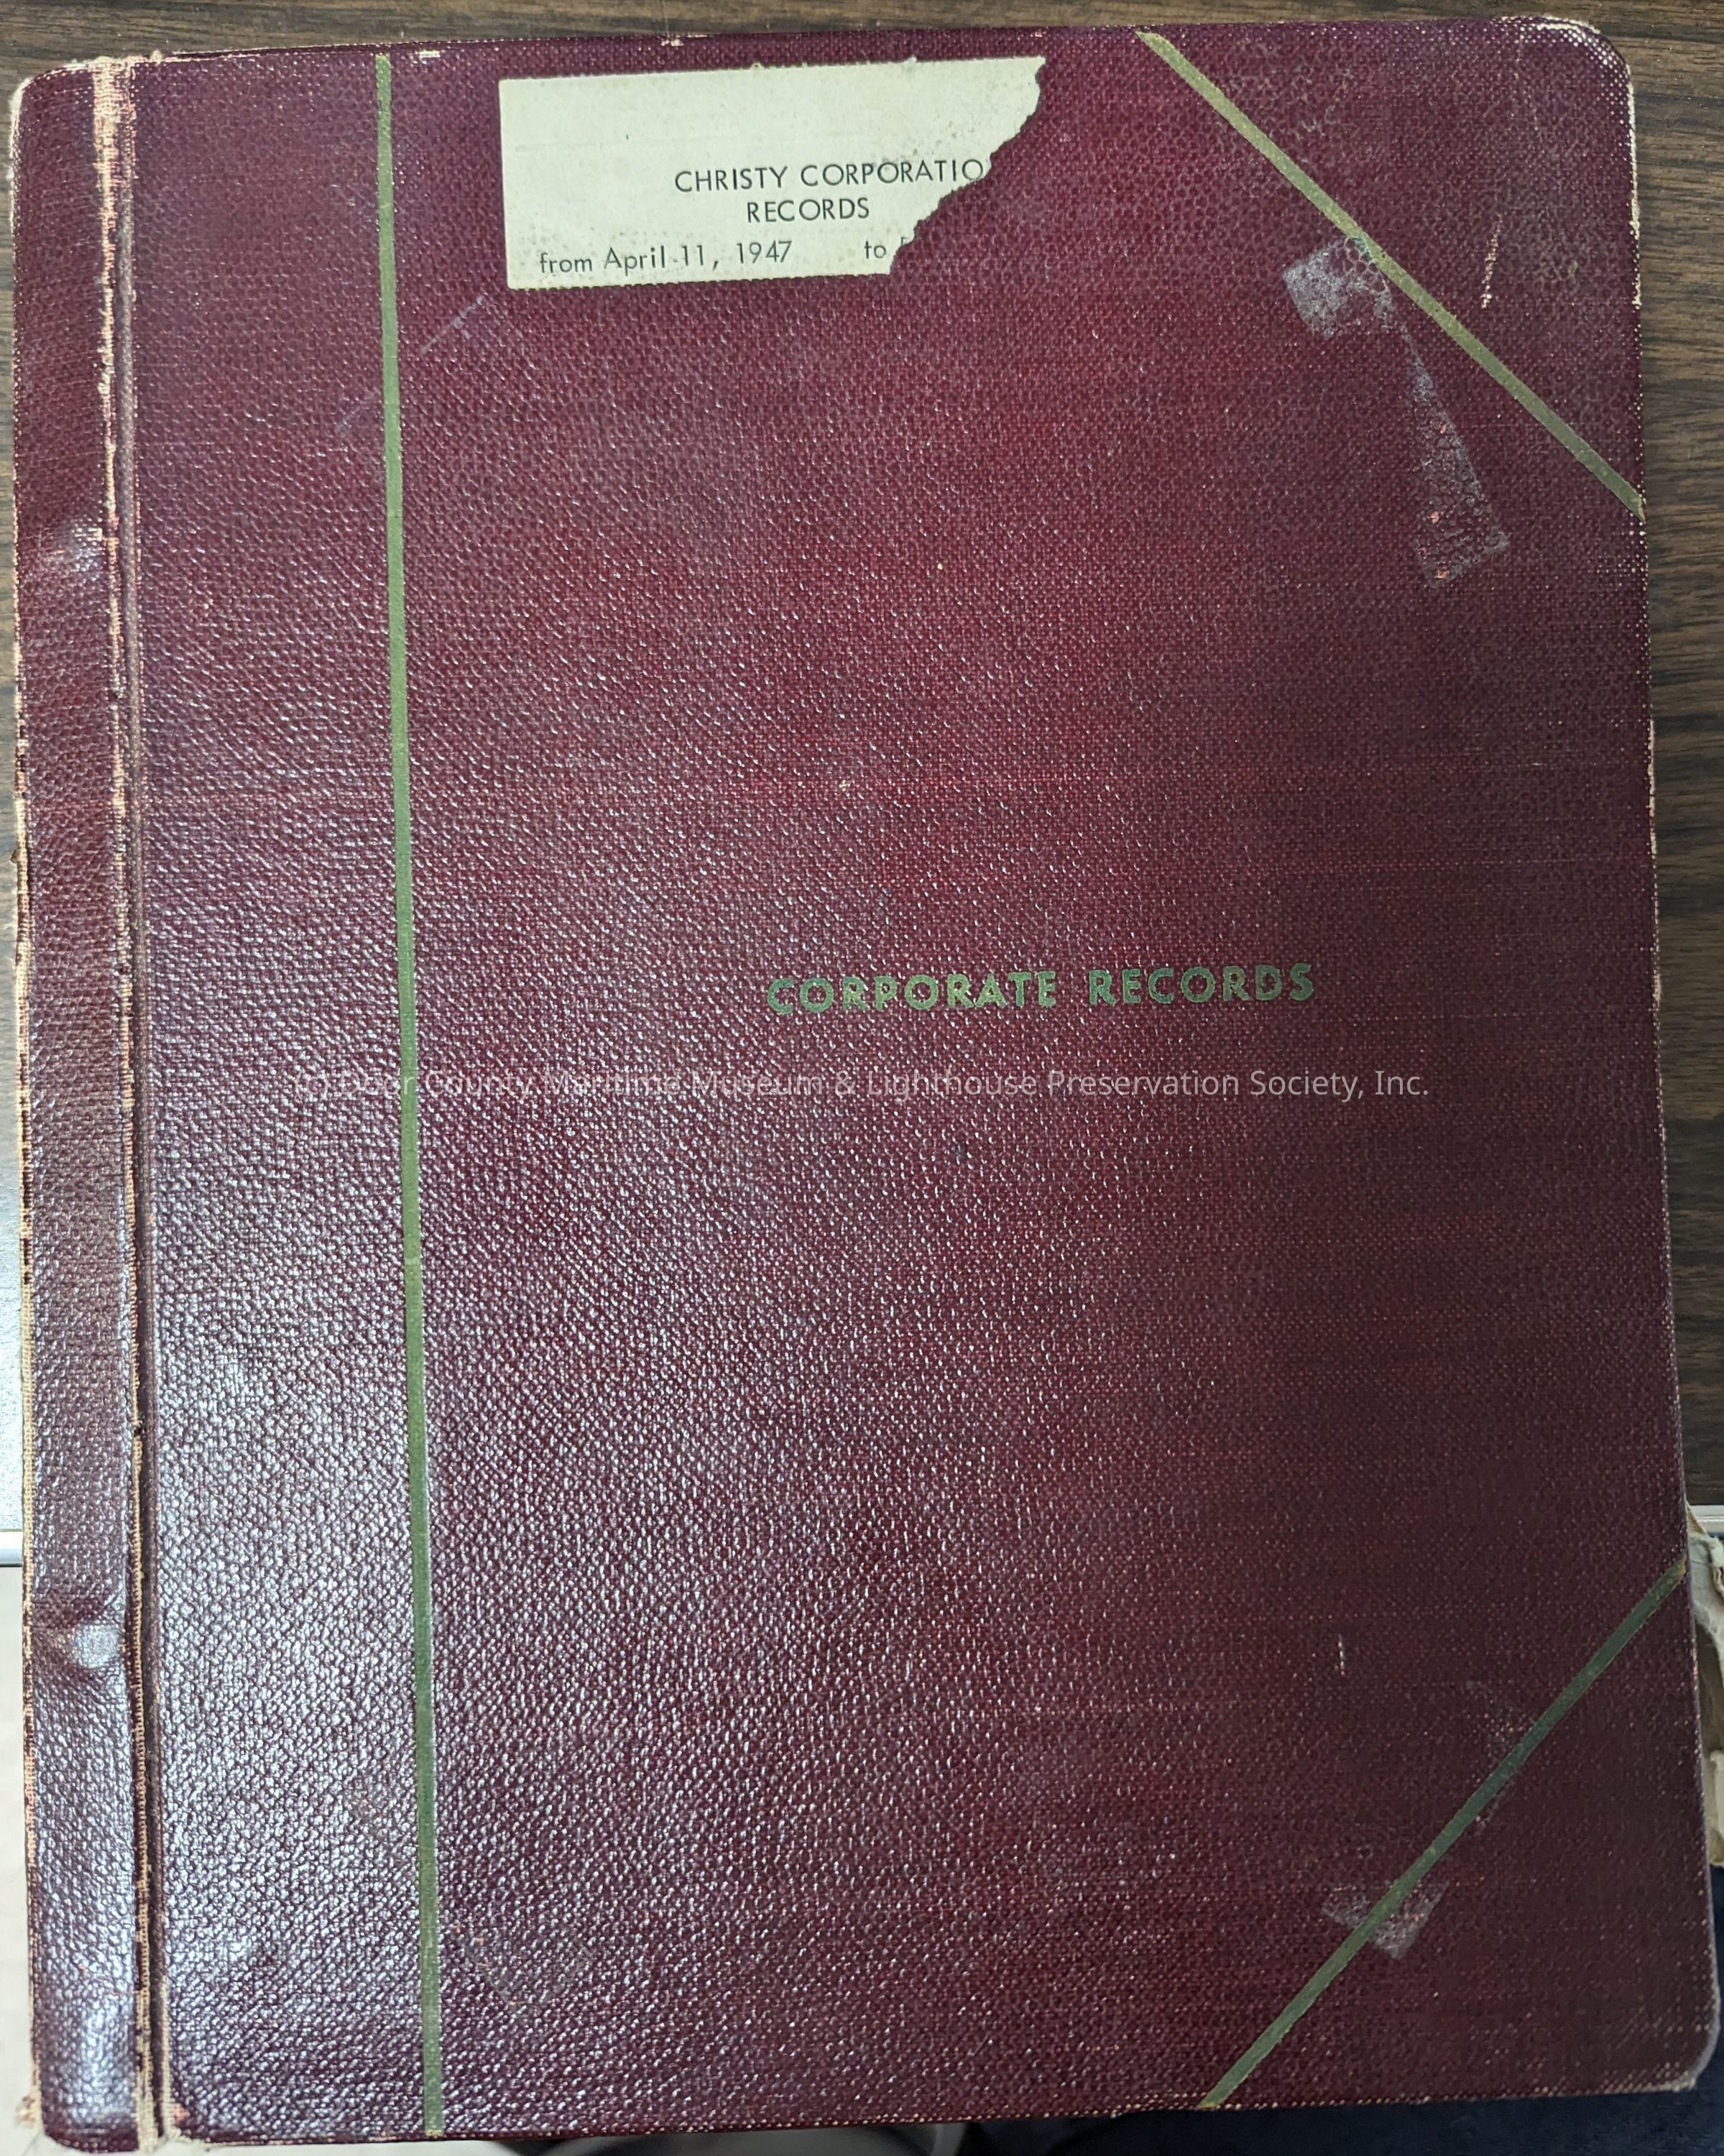 CHRISTY CORPORATIO
RECORDS
from April 11, 1947 to
CORPORATE RECORDS
(c) Door County Maritime Museum & Lighthouse Preservation Society, Inc.